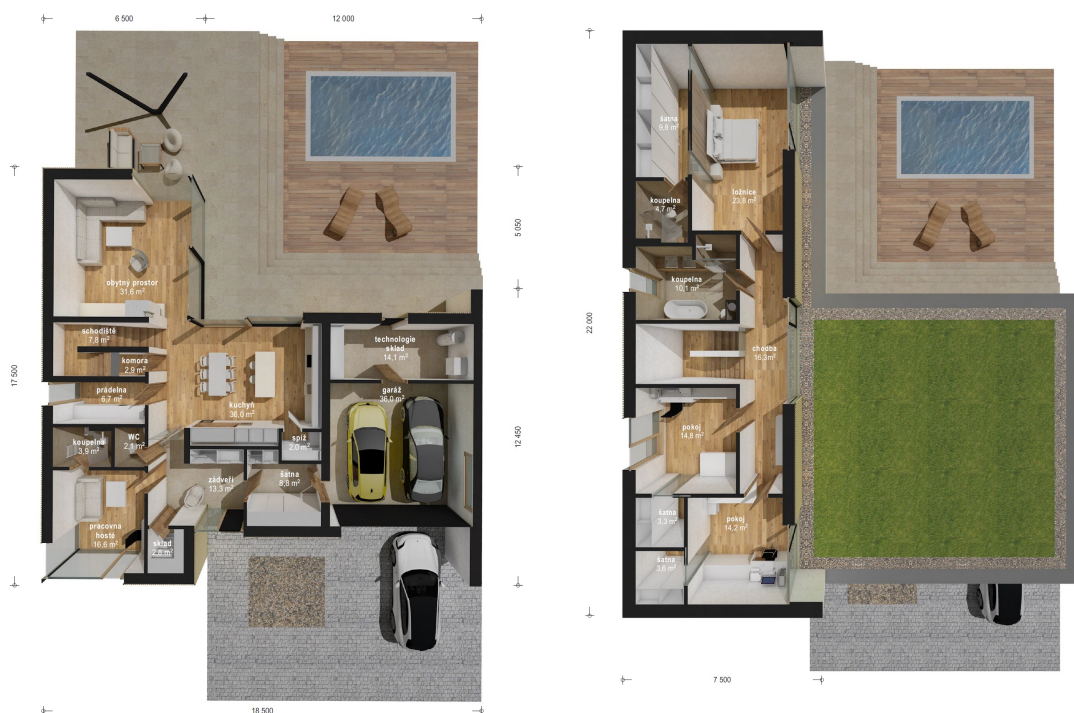 6 500
12 000
5 050
17 500
12 450
18 500
obytný prostor
31,6 m²
schodiště
7,8 m²
komora
2,9 m²
prádelna
6,7 m²
koupelna
3,9 m²
WC
2,1 m²
kuchyň
36,0 m²
spíž
2,0 m²
technologie
sklad
14,1 m²
garáž
36,0 m²
zádveří
13,3 m²
šatna
8,8 m²
pracovna
hosté
16,6 m²
sklad
2,8 m²
22 000
7 500
šatna
9,8 m²
ložnice
23,8 m²
koupelna
4,7 m²
koupelna
10,1 m²
chodba
16,3m²
pokoj
14,8 m²
šatna
3,3 m²
pokoj
14,2 m²
šatna
3,6 m²